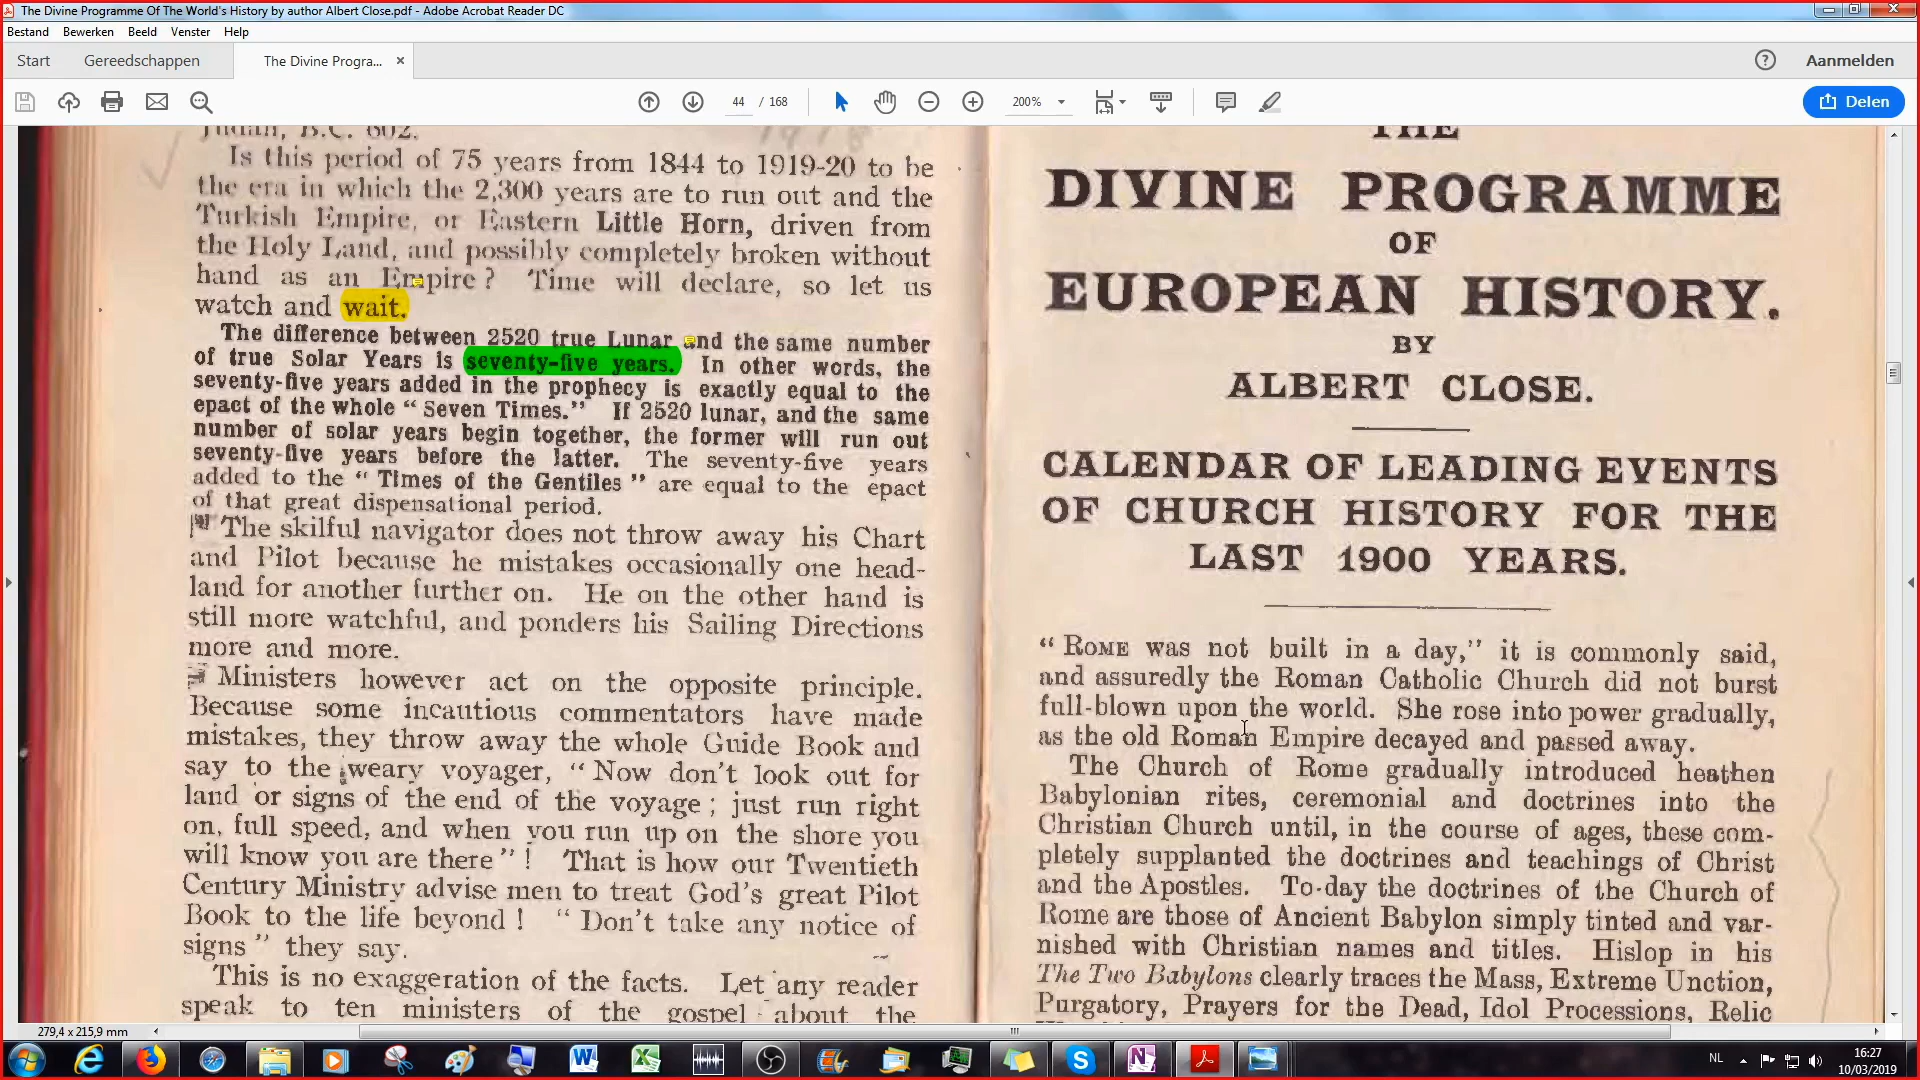 The Divine Programme Of The World's History by author Albert Close.pdf - Adobe Acrobat Reader DC
Bestand Bewerken Beeld Venster Help
Start Gereedschappen The Divine Progra... Aanmelden
44 / 168 200% Delen
Judah, B.C. 602.
Is this period of 75 years from 1844 to 1919-20 to be
the era in which the 2,300 years are to run out and the
Turkish Empire, or Eastern Little Horn, driven from
the Holy Land, and possibly completely broken without
hand as an Empire? Time will declare, so let us
watch and wait.
The difference between 2520 true Lunar and the same number
of true Solar Years is seventy-five years. In other words, the
seventy-five years added in the prophecy is exactly equal to the
epact of the whole “Seven Times.” If 2520 lunar, and the same
number of solar years begin together, the former will run out
seventy-five years before the latter. The seventy-five years
added to the “Times of the Gentiles” are equal to the epact
of that great dispensational period.
The skilful navigator does not throw away his Chart
and Pilot because he mistakes occasionally one head-
land for another further on. He on the other hand is
still more watchful, and ponders his Sailing Directions
more and more.
Ministers however act on the opposite principle.
Because some incautious commentators have made
mistakes, they throw away the whole Guide Book and
say to the weary voyager, “Now don't look out for
land or signs of the end of the voyage; just run right
on, full speed, and when you run up on the shore you
will know you are there”! That is how our Twentieth
Century Ministry advise men to treat God's great Pilot
Book to the life beyond! “Don't take any notice of
signs” they say.
This is no exaggeration of the facts. Let any reader
speak to ten ministers of the gospel about the
THE
DIVINE PROGRAMME
OF
EUROPEAN HISTORY.
BY
ALBERT CLOSE.
CALENDAR OF LEADING EVENTS
OF CHURCH HISTORY FOR THE
LAST 1900 YEARS.
“ROME was not built in a day,” it is commonly said,
and assuredly the Roman Catholic Church did not burst
full-blown upon the world. She rose into power gradually,
as the old Roman Empire decayed and passed away.
The Church of Rome gradually introduced heathen
Babylonian rites, ceremonial and doctrines into the
Christian Church until, in the course of ages, these com-
pletely supplanted the doctrines and teachings of Christ
and the Apostles. To-day the doctrines of the Church of
Rome are those of Ancient Babylon simply tinted and var-
nished with Christian names and titles. Hislop in his
The Two Babylons clearly traces the Mass, Extreme Unction,
Purgatory, Prayers for the Dead, Idol Processions, Relic
279,4 x 215,9 mm
NL 16:27
10/03/2019